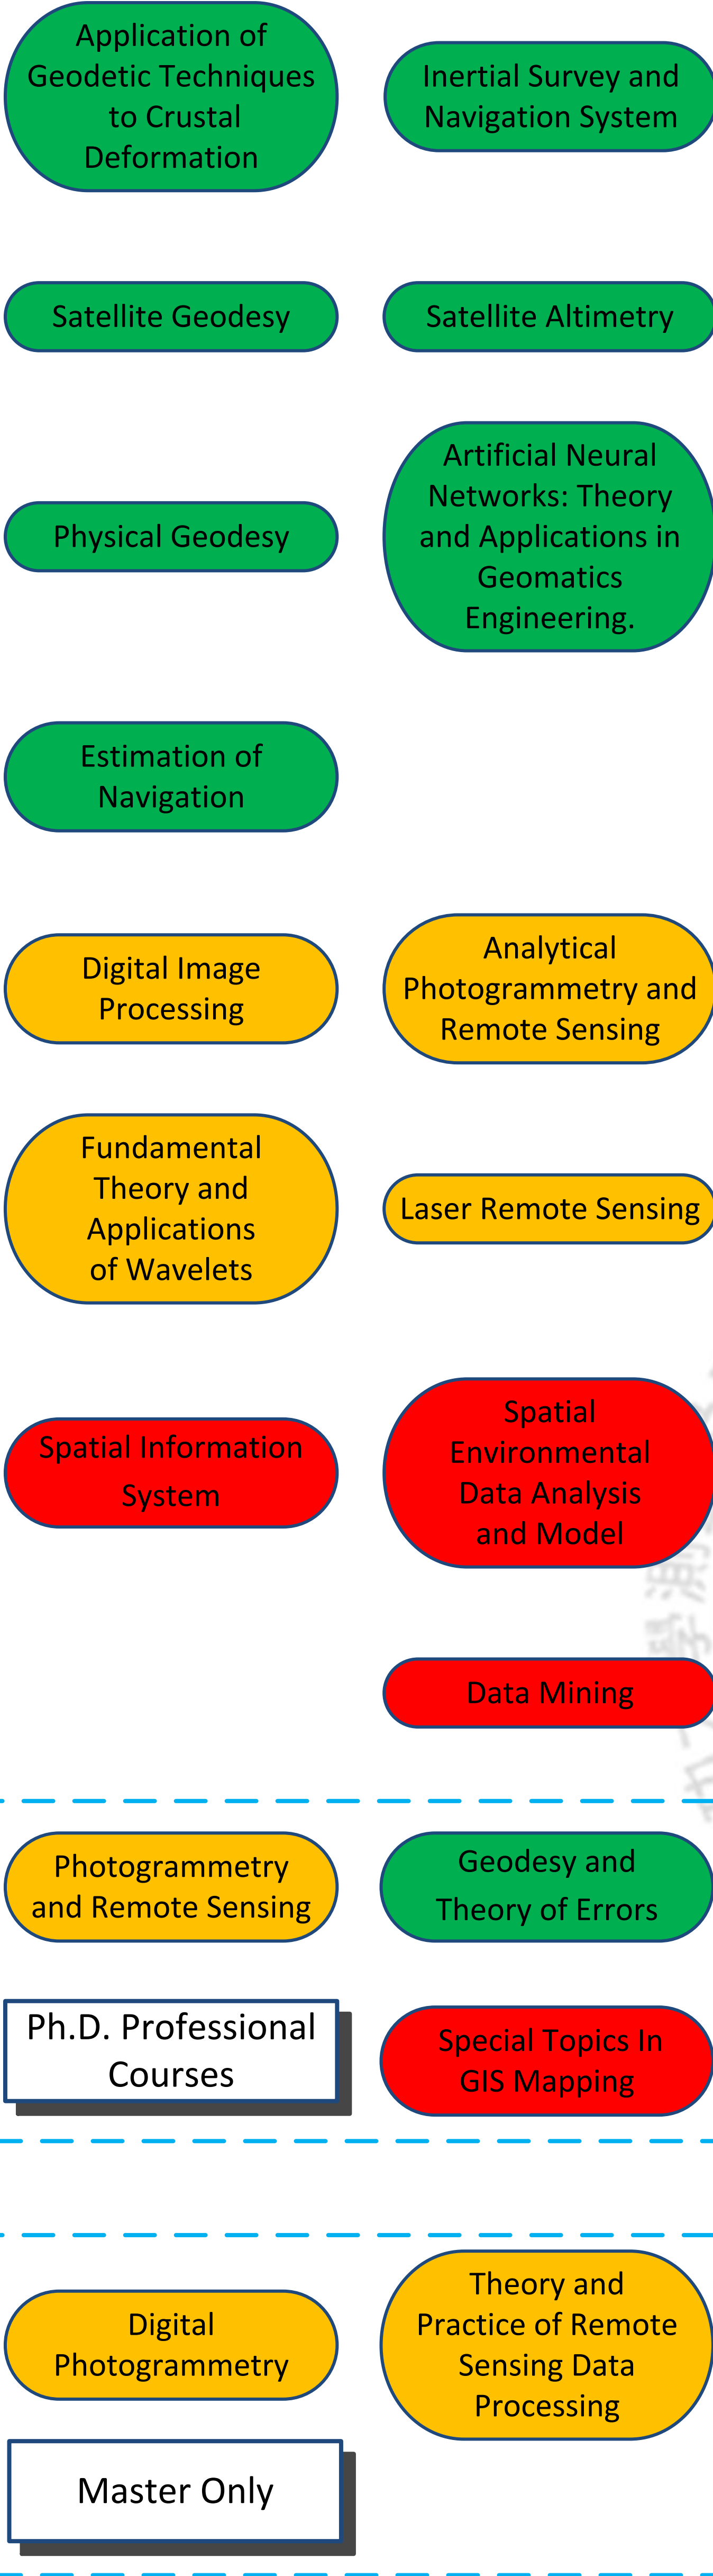 Application of
Geodetic Techniques
to Crustal
Deformation
Inertial Survey and
Navigation System
Satellite Geodesy
Satellite Altimetry
Physical Geodesy
Artificial Neural
Networks: Theory
and Applications in
Geomatics
Engineering.
Estimation of
Navigation
Digital Image
Processing
Analytical
Photogrammetry and
Remote Sensing
Fundamental
Theory and
Applications
of Wavelets
Laser Remote Sensing
Spatial Information
System
Spatial
Environmental
Data Analysis
and Model
Data Mining
Photogrammetry
and Remote Sensing
Geodesy and
Theory of Errors
Ph.D. Professional
Courses
Special Topics In
GIS Mapping
Digital
Photogrammetry
Theory and
Practice of Remote
Sensing Data
Processing
Master Only